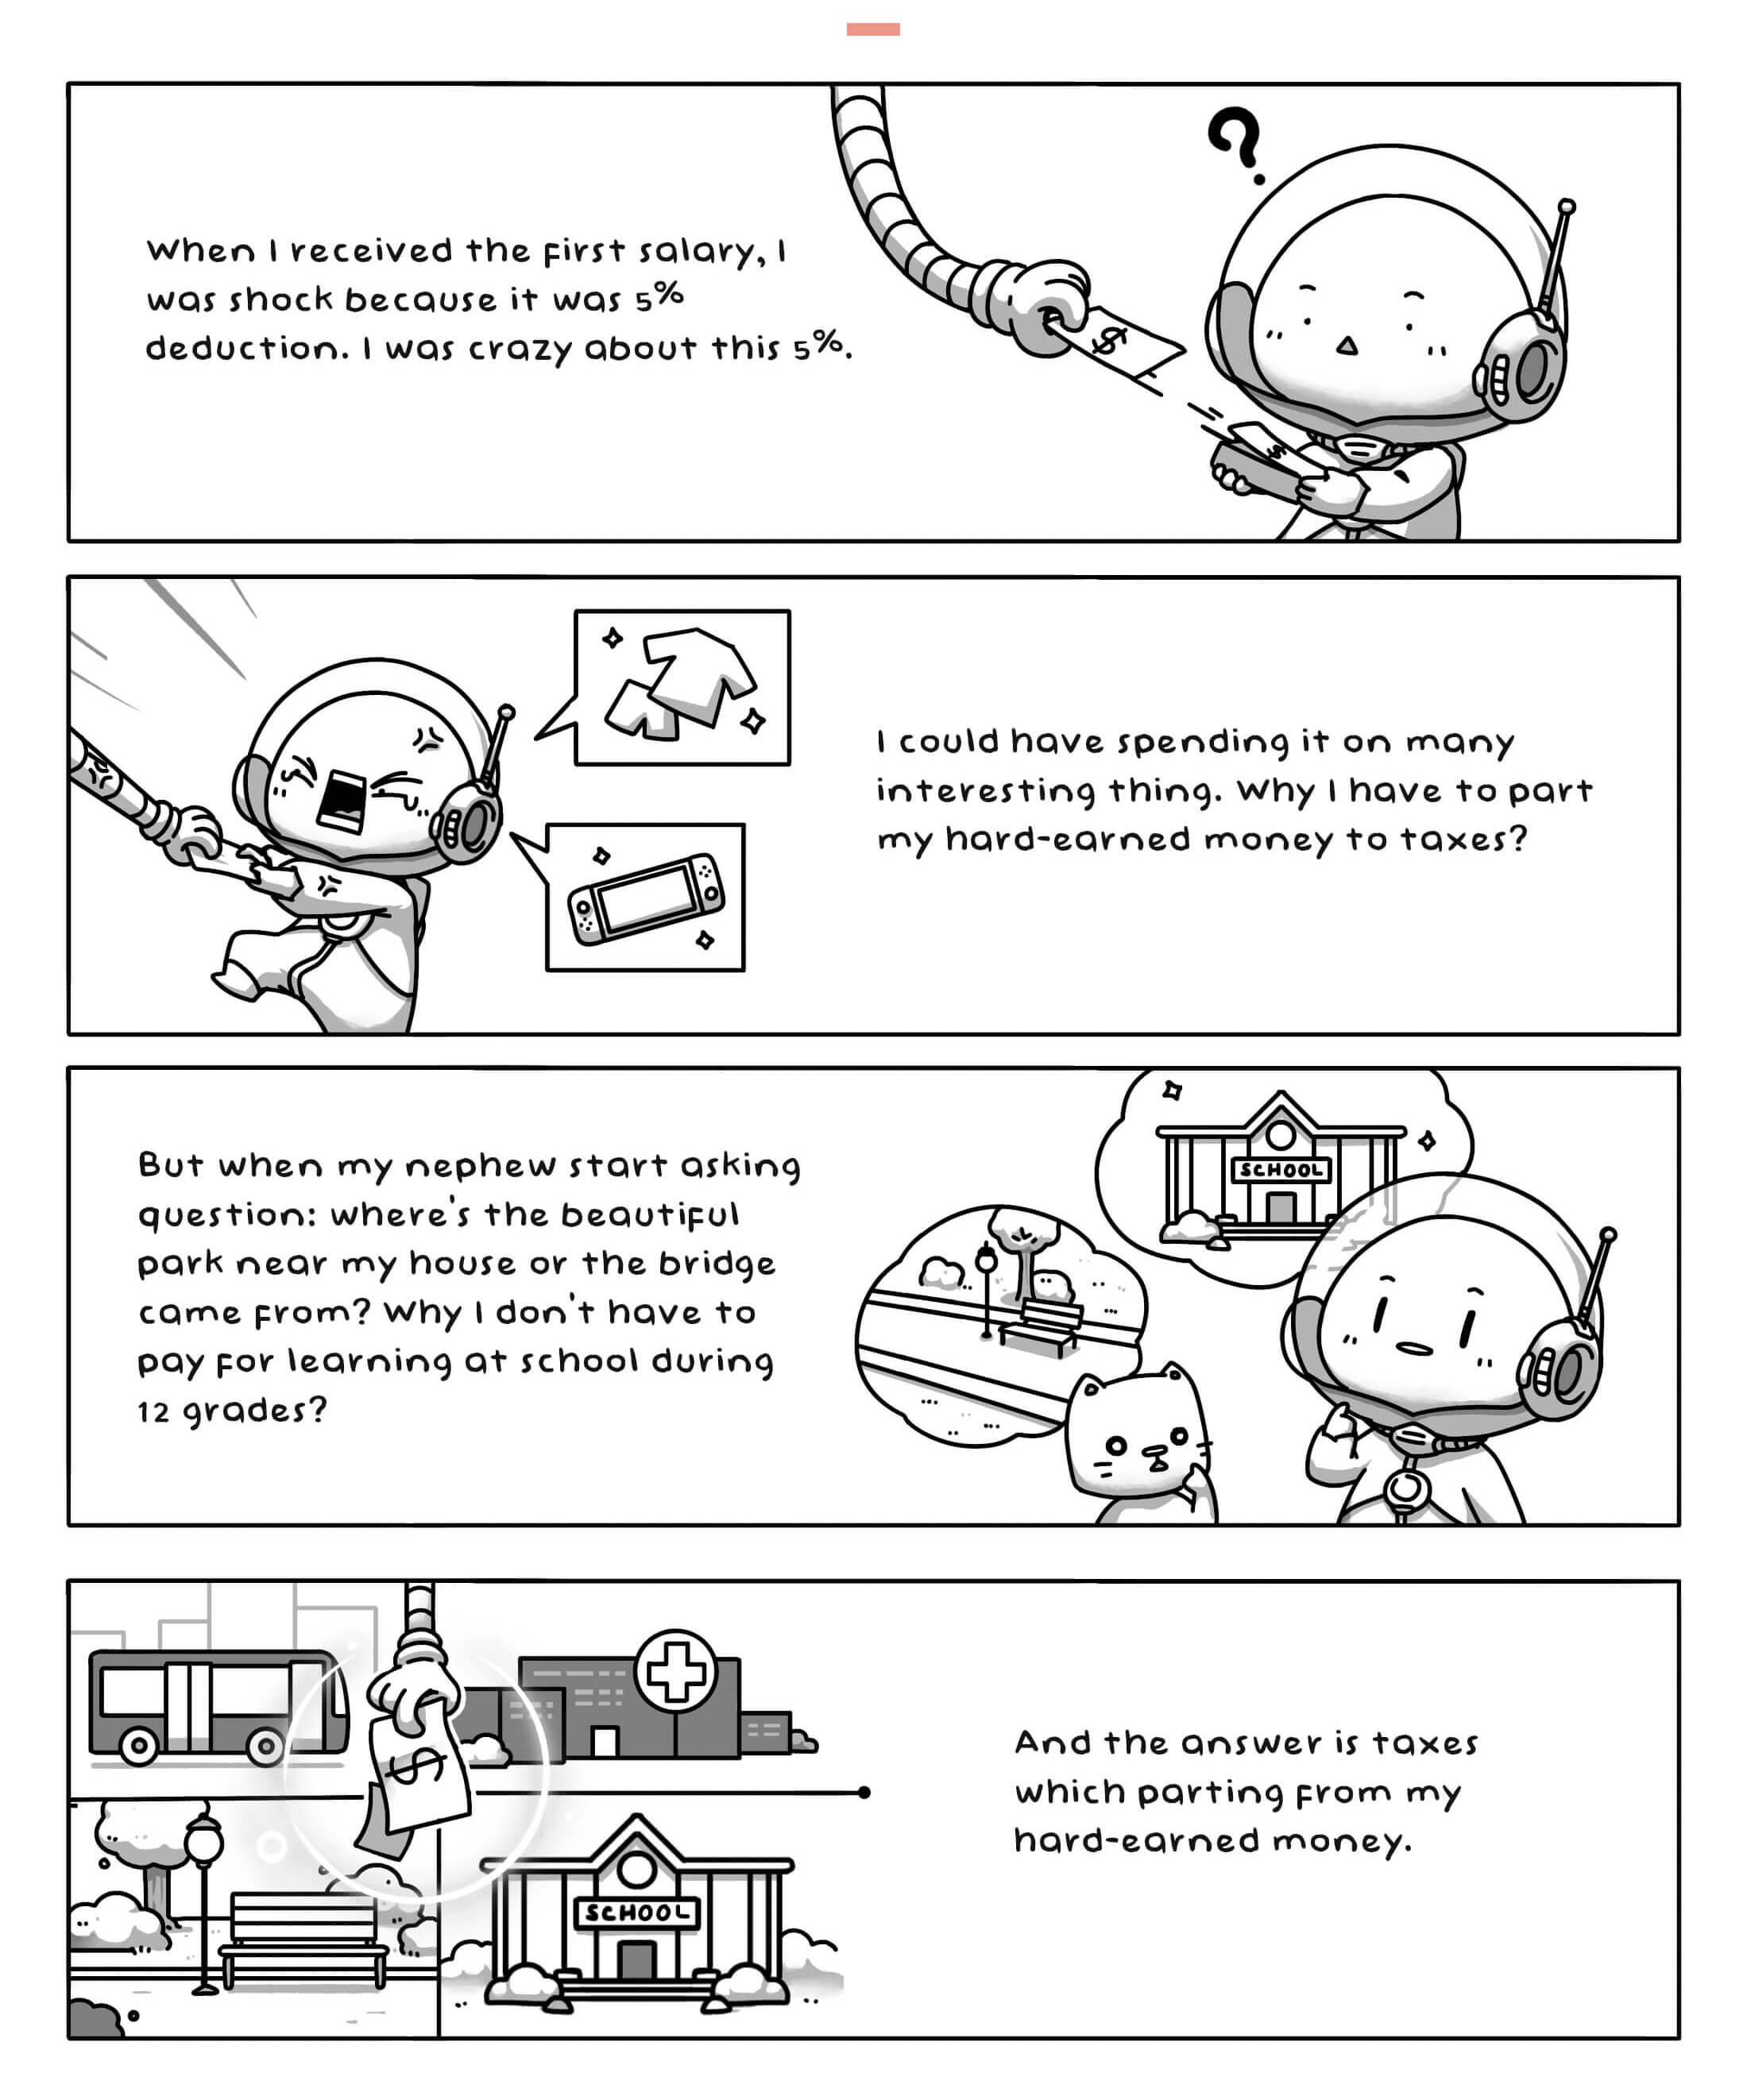 When I received the first salary, I
was shock because it was 5%
deduction. I was crazy about this 5%.
$
$
I could have spending it on many
interesting thing. Why I have to part
my hard-earned money to taxes?
But when my nephew start asking
question: where's the beautiful
park near my house or the bridge
came from? Why I don't have to
pay for learning at school during
12 grades?
SCHOOL
And the answer is taxes
which parting from my
hard-earned money.
$
SCHOOL